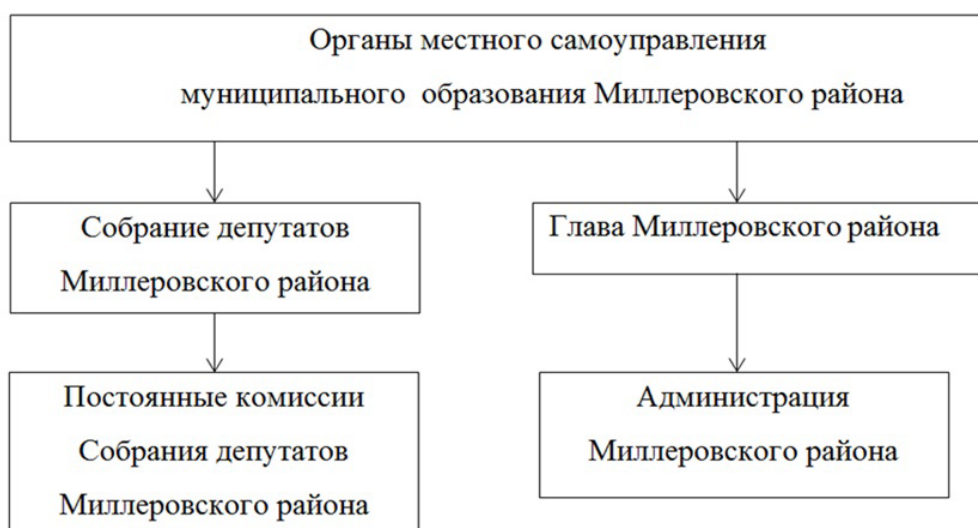 Органы местного самоуправления
муниципального образования Миллеровского района
Собрание депутатов
Миллеровского района
Глава Миллеровского района
Постоянные комиссии
Собрания депутатов
Миллеровского района
Администрация
Миллеровского района